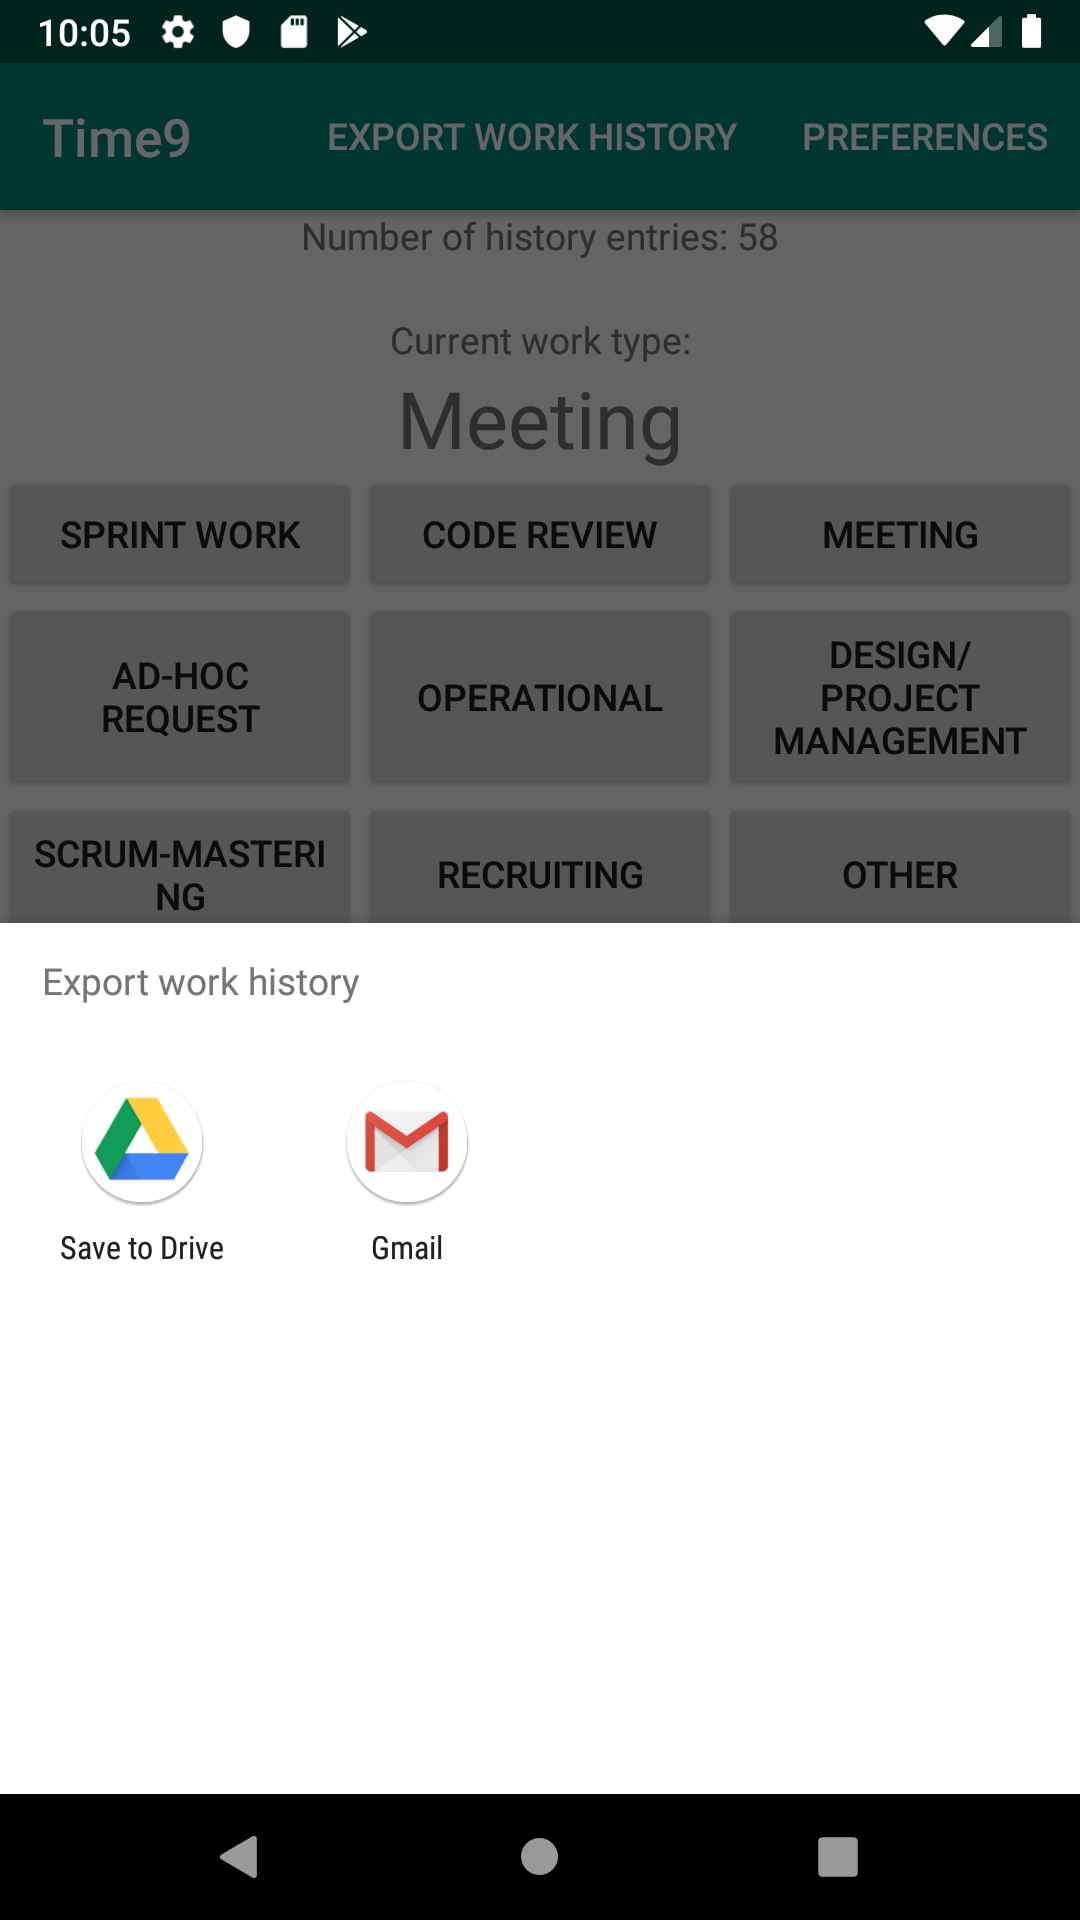 10:05
Time9 EXPORT WORK HISTORY PREFERENCES
Number of history entries: 58
Current work type:
Meeting
SPRINT WORK CODE REVIEW MEETING
AD-HOC
REQUEST
OPERATIONAL
DESIGN/
PROJECT
MANAGEMENT
SCRUM-MASTERI
NG
RECRUITING
OTHER
Export work history
Save to Drive Gmail